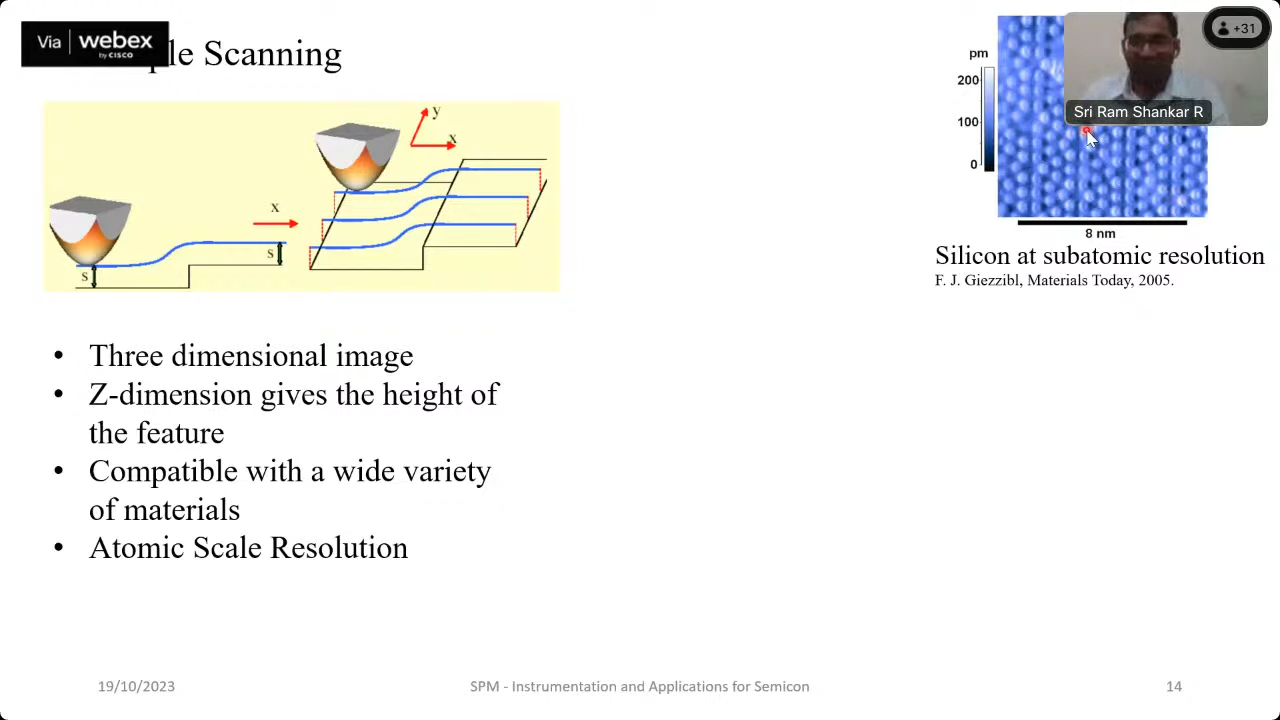 Via webex
by CISCO
Scanning
+31
Sri Ram Shankar R
y
x
x
s
s
pm
200
100
0
8 nm
Silicon at subatomic resolution
F. J. Giezzibl, Materials Today, 2005.
• Three dimensional image
• Z-dimension gives the height of
the feature
• Compatible with a wide variety
of materials
• Atomic Scale Resolution
19/10/2023
SPM - Instrumentation and Applications for Semicon
14